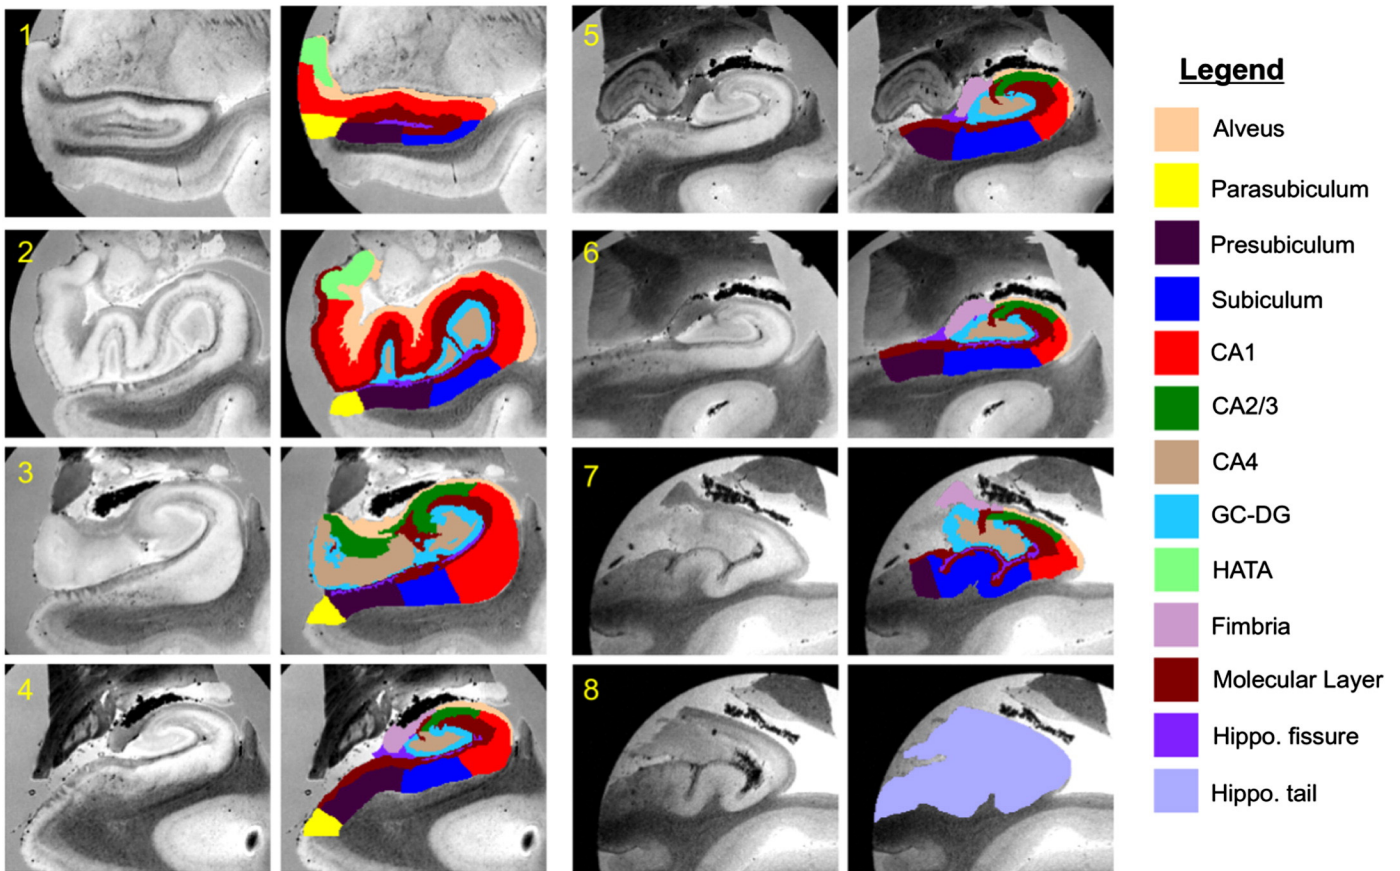 1
2
3
4
5
6
7
8
Legend
Alveus
Parasubiculum
Presubiculum
Subiculum
CA1
CA2/3
CA4
GC-DG
HATA
Fimbria
Molecular Layer
Hippo. fissure
Hippo. tail